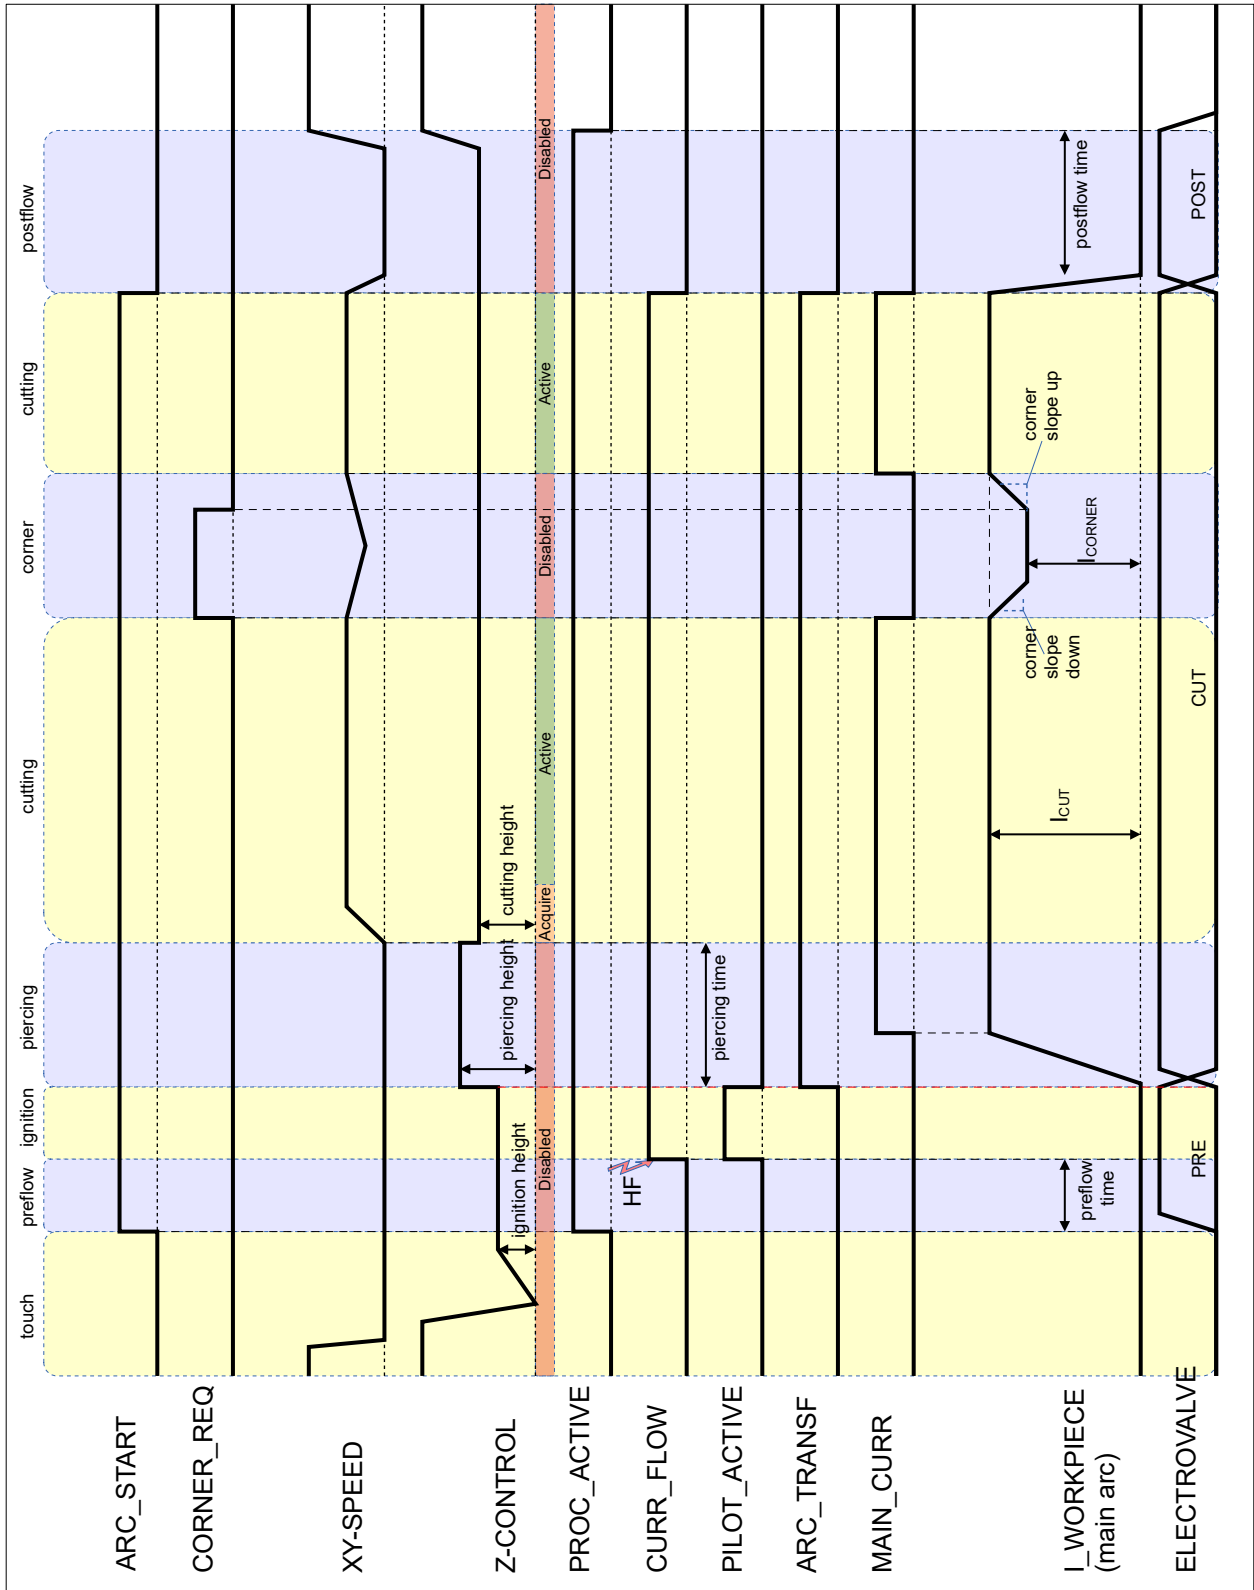 touch
preflow
ignition
piercing
cutting
corner
cutting
postflow
ARC_START
CORNER_REQ
XY-SPEED
Z-CONTROL
ignition height
piercing height
cutting height
Disabled
Acquire
Active
Disabled
Active
Disabled
PROC_ACTIVE
CURR_FLOW
HF
PILOT_ACTIVE
piercing time
ARC_TRANSF
MAIN_CURR
I_WORKPIECE
(main arc)
preflow
time
ICUT
corner
slope
down
ICORNER
corner
slope up
postflow time
ELECTROVALVE
PRE
CUT
POST